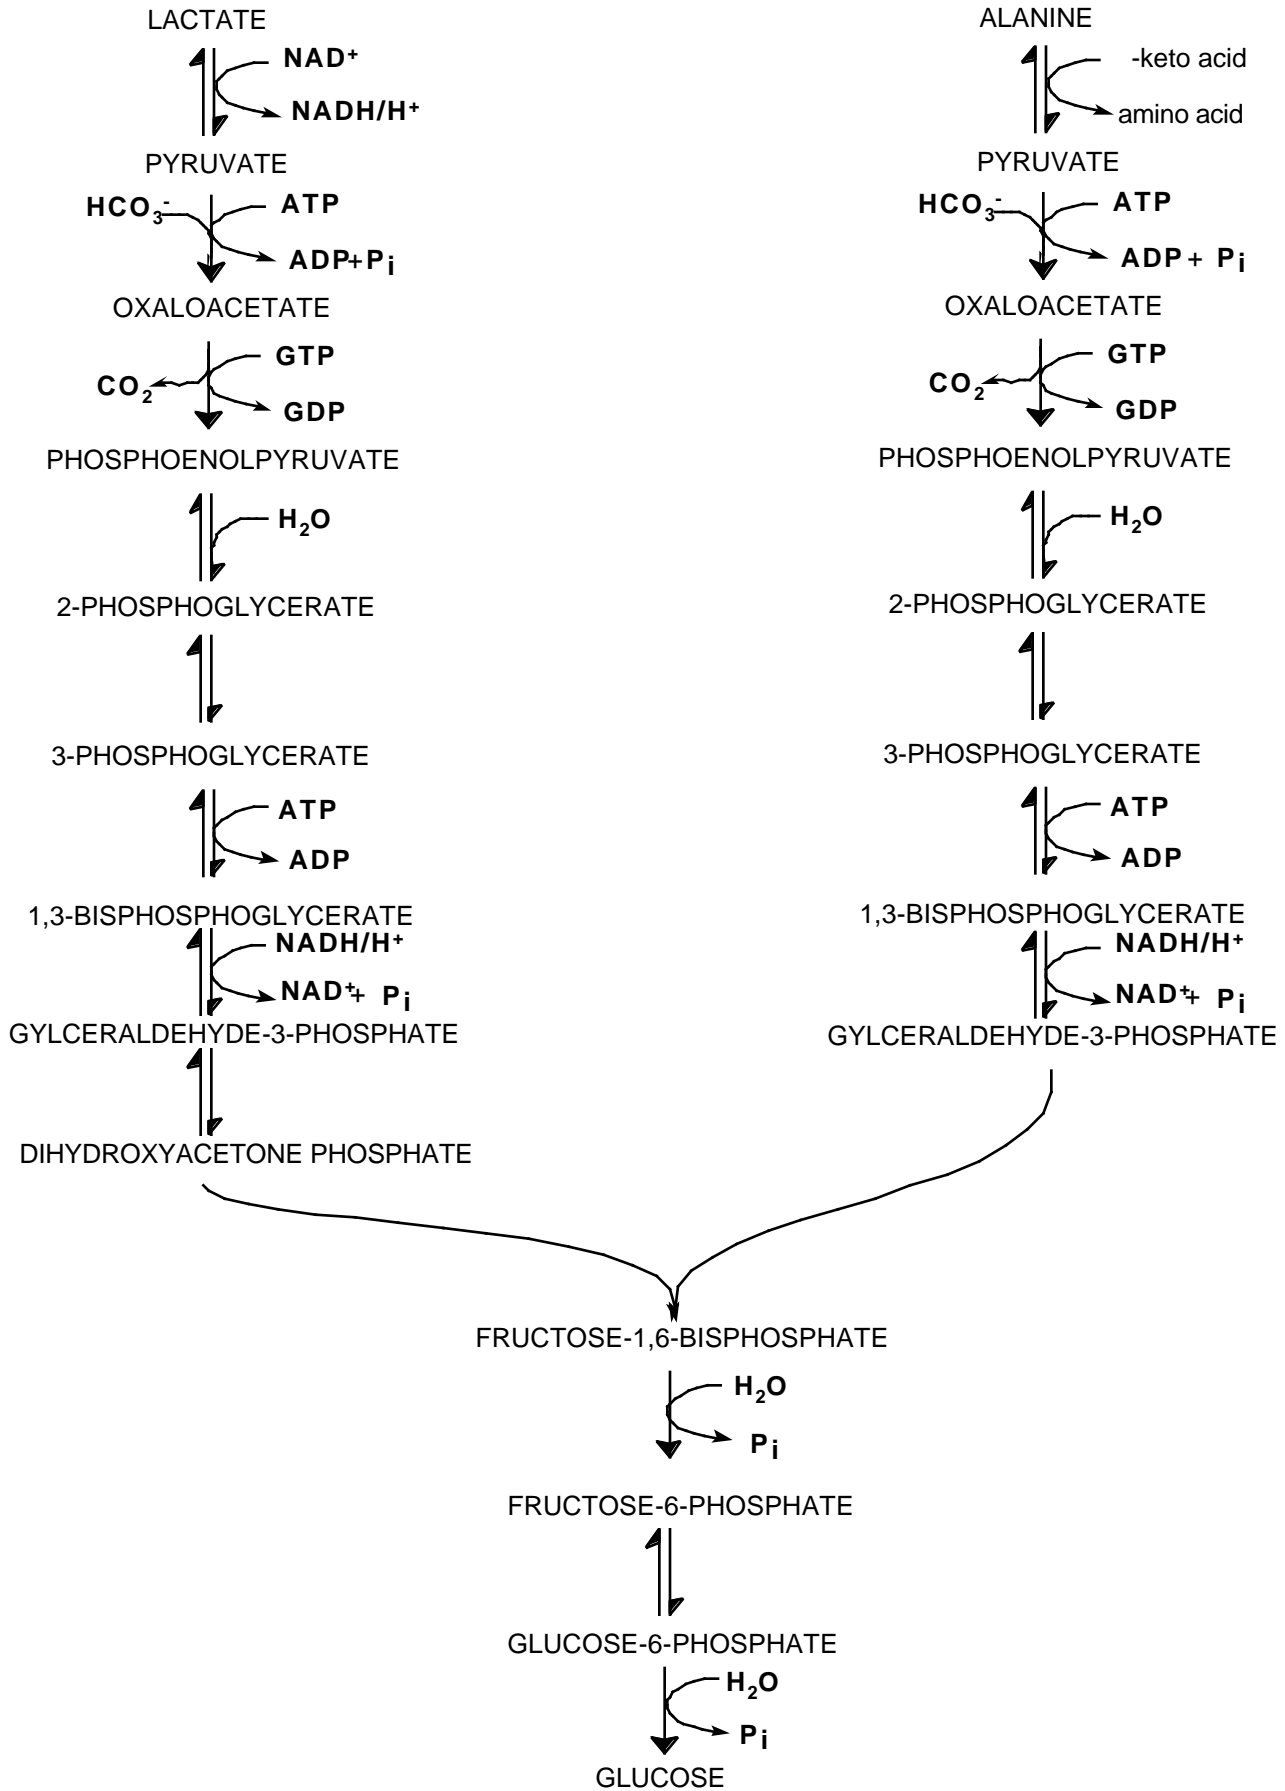 LACTATE
NAD+
NADH/H+
PYRUVATE
HCO3-
ATP
ADP+Pi
OXALOACETATE
GTP
CO2
GDP
PHOSPHOENOLPYRUVATE
H2O
2-PHOSPHOGLYCERATE
3-PHOSPHOGLYCERATE
ATP
ADP
1,3-BISPHOSPHOGLYCERATE
NADH/H+
NAD++ Pi
GYLCERALDEHYDE-3-PHOSPHATE
DIHYDROXYACETONE PHOSPHATE
ALANINE
-keto acid
amino acid
PYRUVATE
HCO3-
ATP
ADP + Pi
OXALOACETATE
GTP
CO2
GDP
PHOSPHOENOLPYRUVATE
H2O
2-PHOSPHOGLYCERATE
3-PHOSPHOGLYCERATE
ATP
ADP
1,3-BISPHOSPHOGLYCERATE
NADH/H+
NAD++ Pi
GYLCERALDEHYDE-3-PHOSPHATE
FRUCTOSE-1,6-BISPHOSPHATE
H2O
Pi
FRUCTOSE-6-PHOSPHATE
GLUCOSE-6-PHOSPHATE
H2O
Pi
GLUCOSE